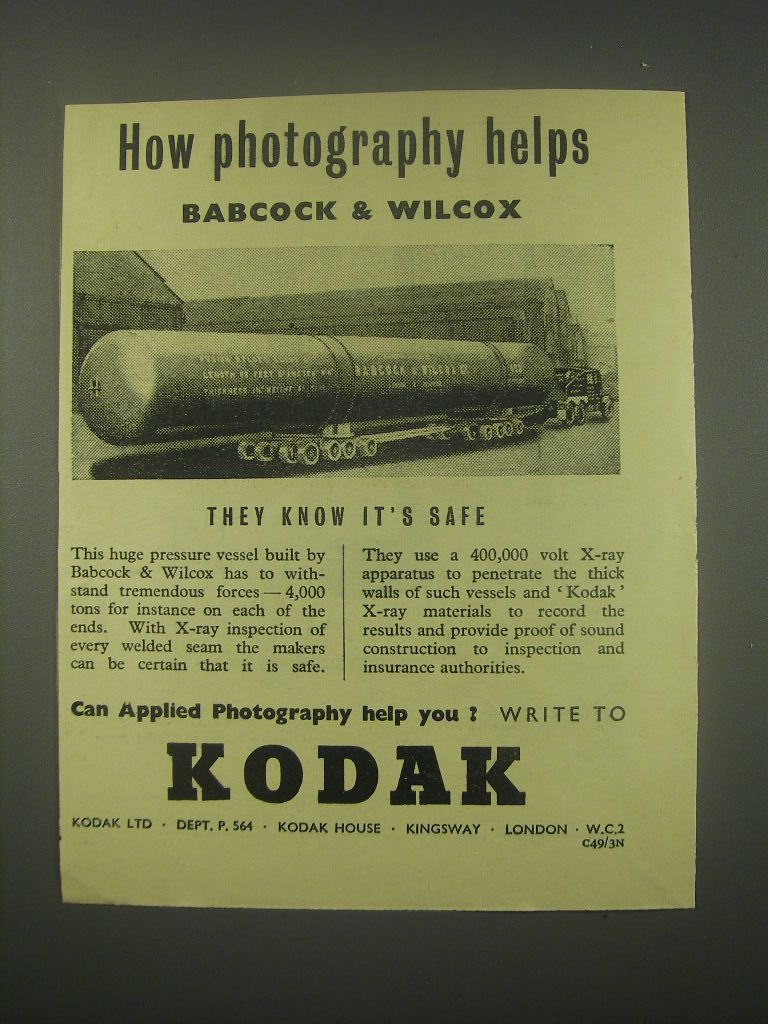 How photography helps
BABCOCK & WILCOX
LENGTH
BABCOCK & WILCOX
THEY KNOW IT'S SAFE
This huge pressure vessel built by
Babcock & Wilcox has to with-
stand tremendous forces — 4,000
tons for instance on each of the
ends. With X-ray inspection of
every welded seam the makers
can be certain that it is safe.
They use a 400,000 volt X-ray
apparatus to penetrate the thick
walls of such vessels and ‘Kodak’
X-ray materials to record the
results and provide proof of sound
construction to inspection and
insurance authorities.
Can Applied Photography help you ? WRITE TO
KODAK
KODAK LTD · DEPT. P. 564 · KODAK HOUSE · KINGSWAY · LONDON · W.C.2
C49/3N